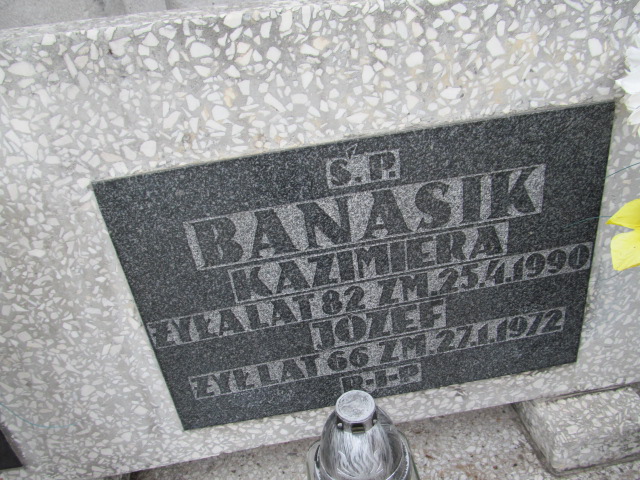 Ś.P.
BANASIK
KAZIMIERA
ŻYŁA LAT 82 ZM. 25.4.1990
JÓZEF
ŻYŁ LAT 66 ZM. 27.1.1972
R-I-P